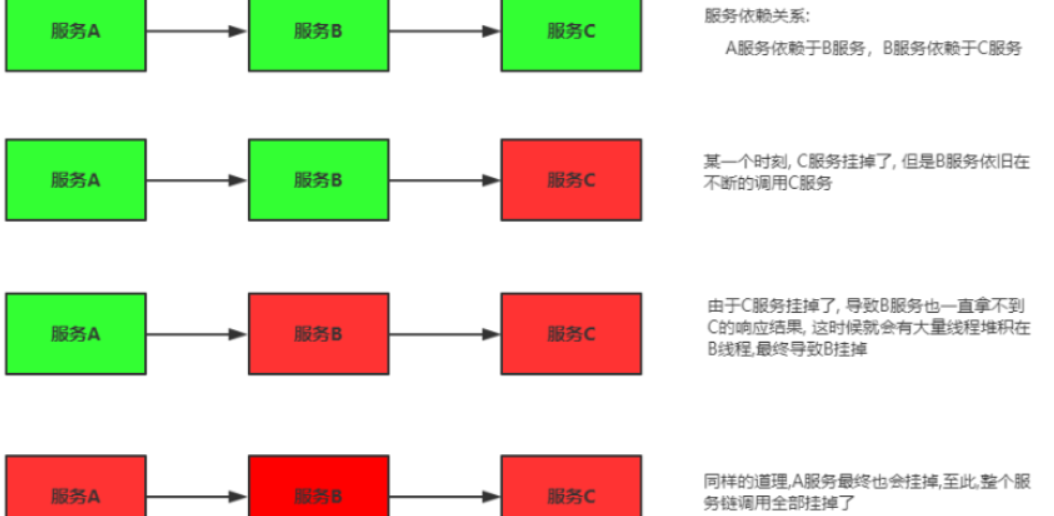 服务A
服务B
服务C
服务依赖关系:
A服务依赖于B服务，B服务依赖于C服务
服务A
服务B
服务C
某一个时刻, C服务挂掉了, 但是B服务依旧在
不断的调用C服务
服务A
服务B
服务C
由于C服务挂掉了, 导致B服务也一直拿不到
C的响应结果, 这时候就会有大量线程堆积在
B线程,最终导致B挂掉
服务A
服务B
服务C
同样的道理,A服务最终也会挂掉,至此,整个服
务链调用全部挂掉了